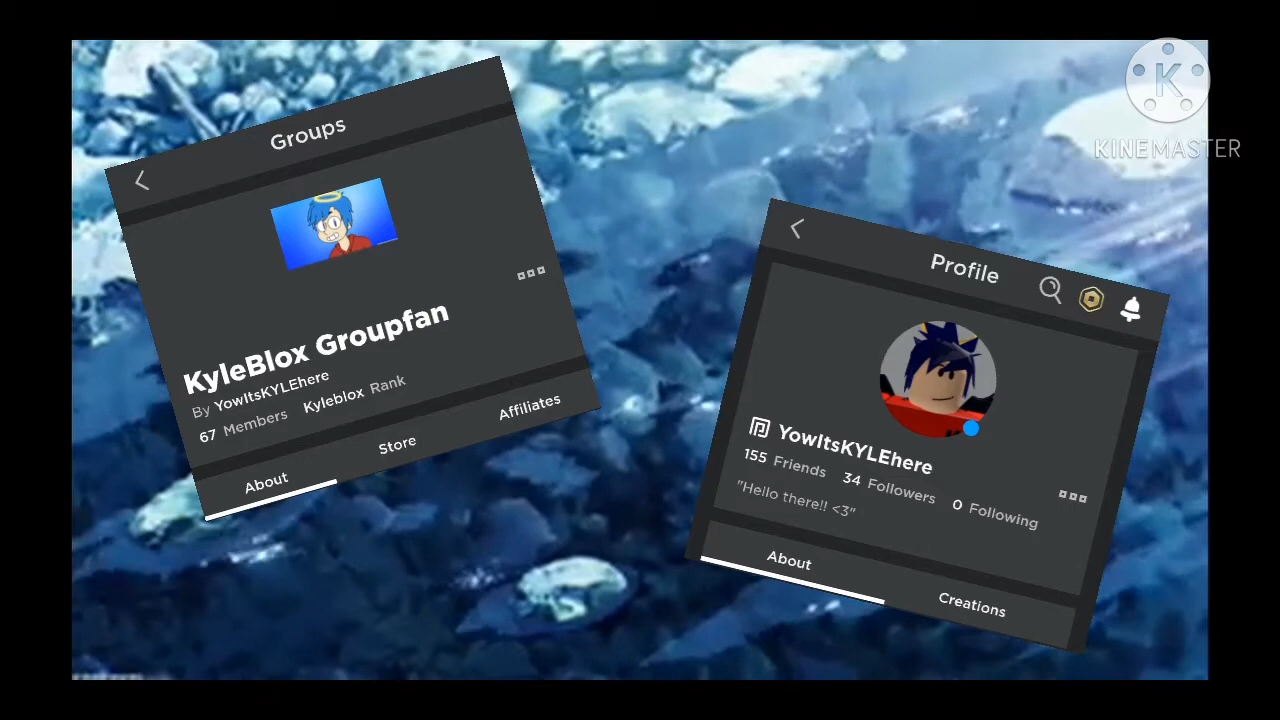 Groups
KyleBlox Groupfan
By YowItsKYLEhere
67 Members Kyleblox Rank
About Store Affiliates
K
KINEMASTER
Profile
YowItsKYLEhere
155 Friends 34 Followers 0 Following
"Hello there!! <3"
About Creations